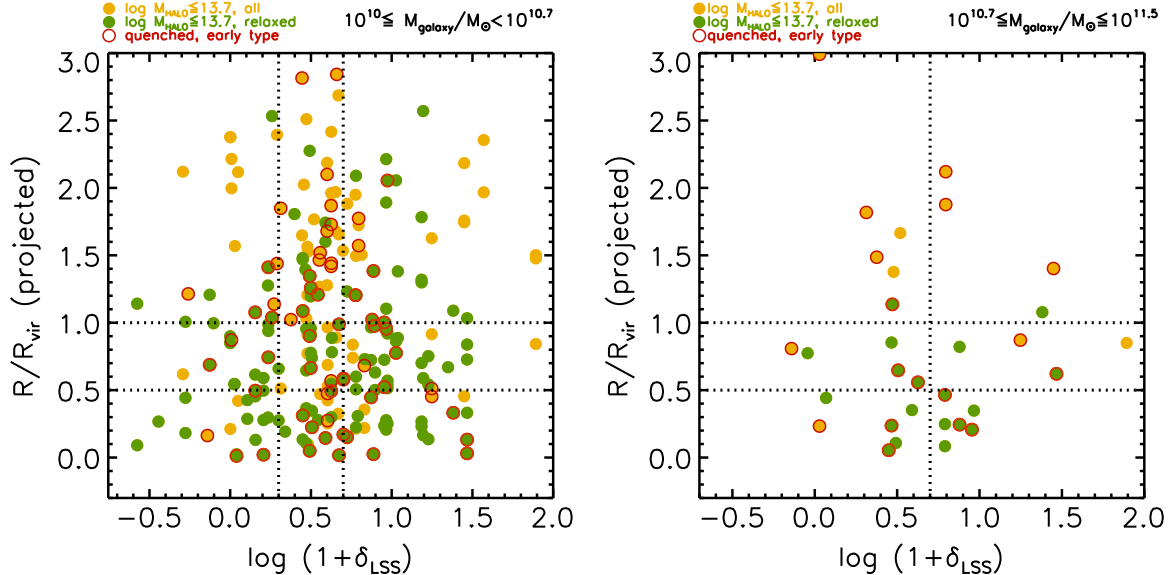 log M_HALO≦13.7, all
log M_HALO≦13.7, relaxed
quenched, early type
10^10≦ M_galaxy/M_⊙<10^10.7
3.0
2.5
2.0
1.5
1.0
0.5
0.0
R/R_vir (projected)
−0.5 0.0 0.5 1.0 1.5 2.0
log (1+δ_LSS)
log M_HALO≦13.7, all
log M_HALO≦13.7, relaxed
quenched, early type
10^10.7≦M_galaxy/M_⊙≦10^11.5
3.0
2.5
2.0
1.5
1.0
0.5
0.0
R/R_vir (projected)
−0.5 0.0 0.5 1.0 1.5 2.0
log (1+δ_LSS)